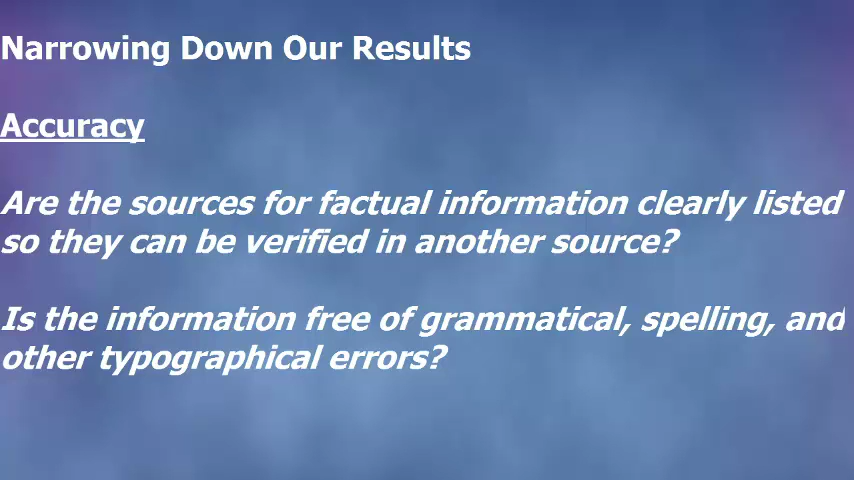 Narrowing Down Our Results
Accuracy
Are the sources for factual information clearly listed
so they can be verified in another source?
Is the information free of grammatical, spelling, and
other typographical errors?